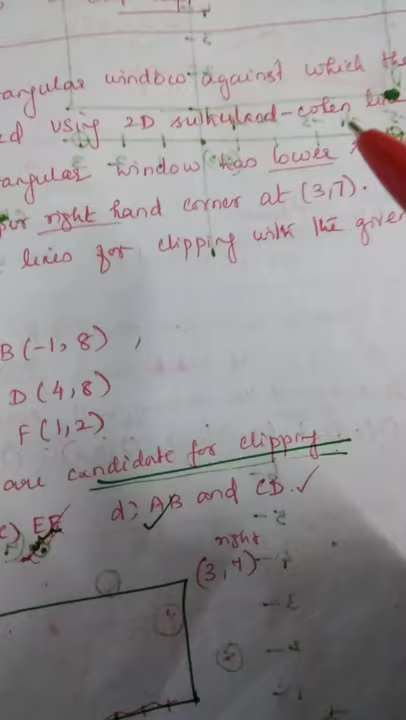 angular window against which the
ed using 2D suthyland-cohen line
angular window has lower
right hand corner at (3,7).
lines for clipping with the given
B(-1, 8) ,
D(4,8)
F(1,2)
are candidate for clipping.
c) EF d) AB and CD. ✓
right
(3,7)